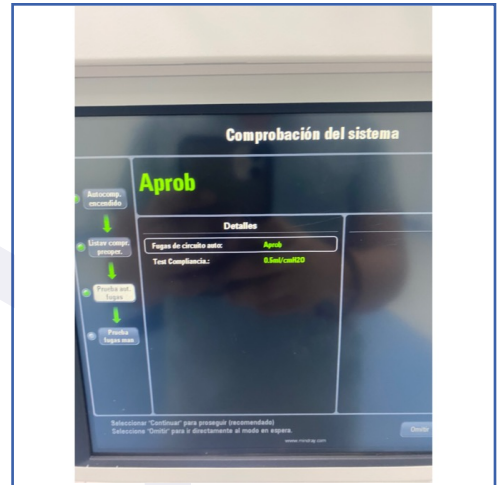 Comprobación del sistema
Aprob
Autocomp.
encendido
Listav compr.
preoper.
Prueba aut.
fugas
Prueba
fugas man
Detalles
Fugas de circuito auto: Aprob
Test Compliancia.: 0.5ml/cmH2O
Seleccionar 'Continuar' para proseguir (recomendado)
Seleccione 'Omitir' para ir directamente al modo en espera.
www.mindray.com
Omitir